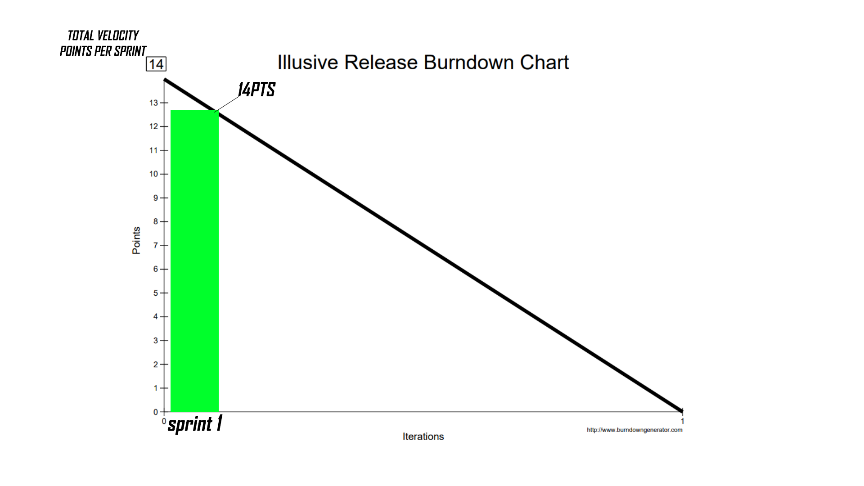 TOTAL VELOCITY
POINTS PER SPRINT
14
Illusive Release Burndown Chart
14PTS
13
12
11
10
9
8
7
6
5
4
3
2
1
0
Points
0
sprint 1
1
http://www.burndowngenerator.com
Iterations